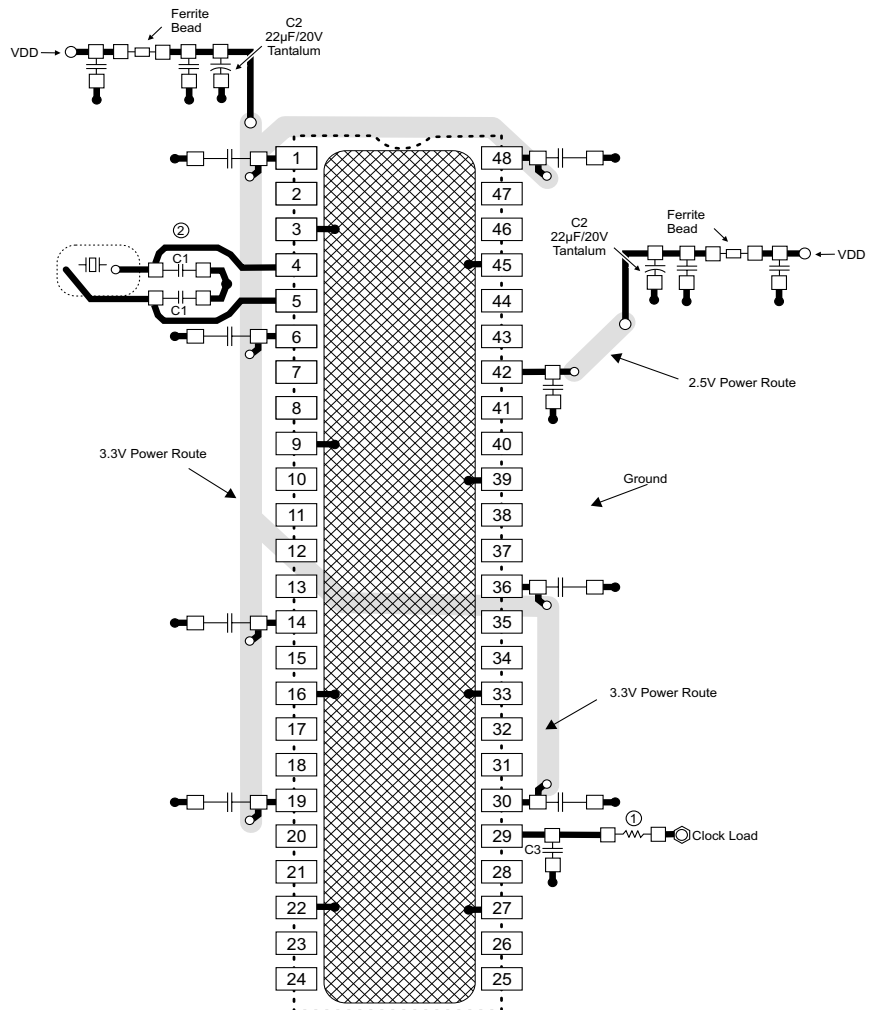 Ferrite
Bead
C2
22µF/20V
Tantalum
VDD
1
48
2
47
3
46
②
C1
4
45
C2
22µF/20V
Tantalum
Ferrite
Bead
VDD
C1
5
44
6
43
7
42
2.5V Power Route
8
41
9
40
3.3V Power Route
10
39
Ground
11
38
12
37
13
36
14
35
15
34
16
33
3.3V Power Route
17
32
18
31
19
30
①
20
29
C3
Clock Load
21
28
22
27
23
26
24
25